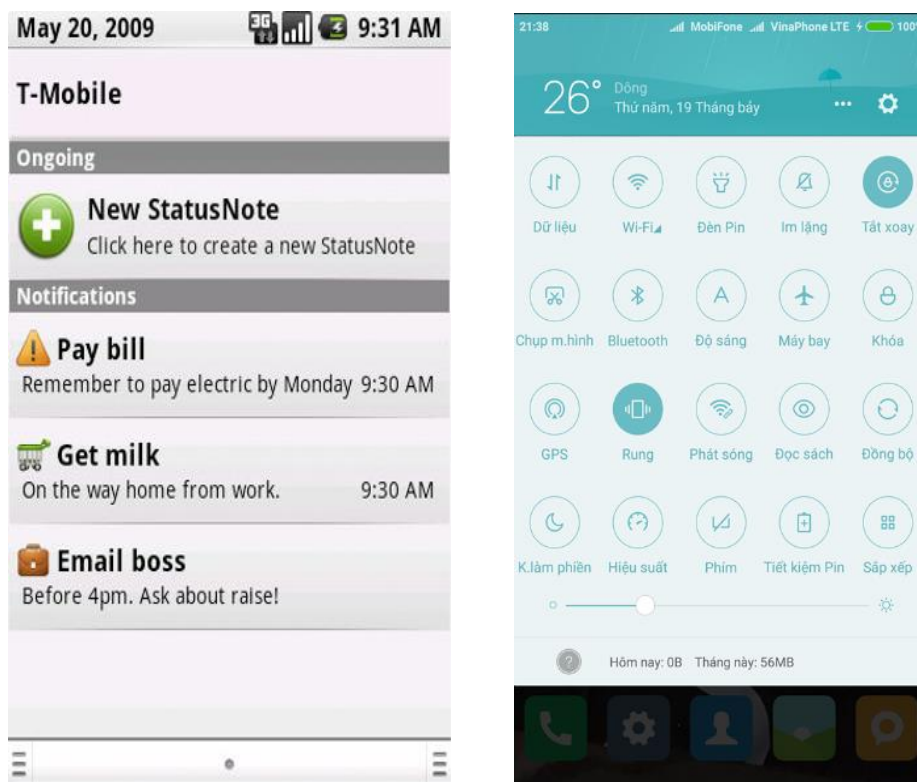 May 20, 2009 3G 9:31 AM
T-Mobile
Ongoing
New StatusNote
Click here to create a new StatusNote
Notifications
Pay bill
Remember to pay electric by Monday 9:30 AM
Get milk
On the way home from work. 9:30 AM
Email boss
Before 4pm. Ask about raise!
21:38 MobiFone VinaPhone LTE 100%
26° Dông
Thứ năm, 19 Tháng bảy
Dữ liệu Wi-Fi Đèn Pin Im lặng Tắt xoay
A
Chụp m.hình Bluetooth Độ sáng Máy bay Khóa
GPS Rung Phát sóng Đọc sách Đồng bộ
K.làm phiền Hiệu suất Phím Tiết kiệm Pin Sắp xếp
? Hôm nay: 0B Tháng này: 56MB